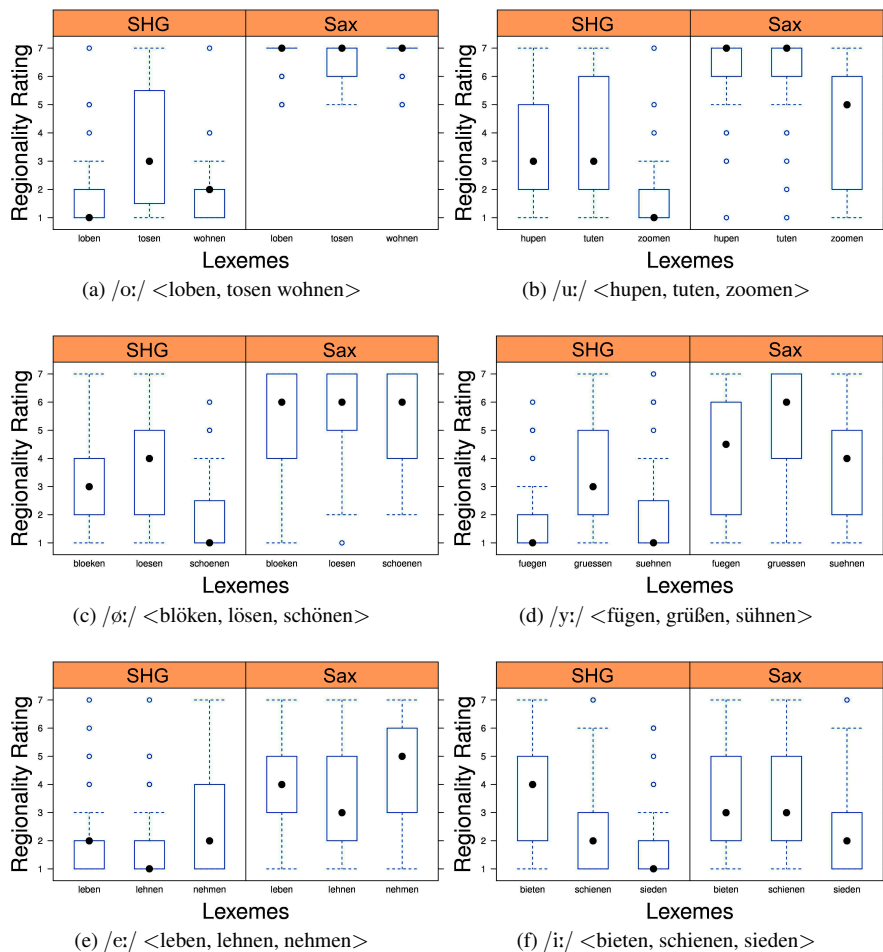 SHG Sax
Regionality Rating
7
6
5
4
3
2
1
loben tosen wohnen loben tosen wohnen
Lexemes
(a) /oː/ <loben, tosen wohnen>
SHG Sax
Regionality Rating
7
6
5
4
3
2
1
hupen tuten zoomen hupen tuten zoomen
Lexemes
(b) /uː/ <hupen, tuten, zoomen>
SHG Sax
Regionality Rating
7
6
5
4
3
2
1
bloeken loesen schoenen bloeken loesen schoenen
Lexemes
(c) /øː/ <blöken, lösen, schönen>
SHG Sax
Regionality Rating
7
6
5
4
3
2
1
fuegen gruessen suehnen fuegen gruessen suehnen
Lexemes
(d) /yː/ <fügen, grüßen, sühnen>
SHG Sax
Regionality Rating
7
6
5
4
3
2
1
leben lehnen nehmen leben lehnen nehmen
Lexemes
(e) /eː/ <leben, lehnen, nehmen>
SHG Sax
Regionality Rating
7
6
5
4
3
2
1
bieten schienen sieden bieten schienen sieden
Lexemes
(f) /iː/ <bieten, schienen, sieden>